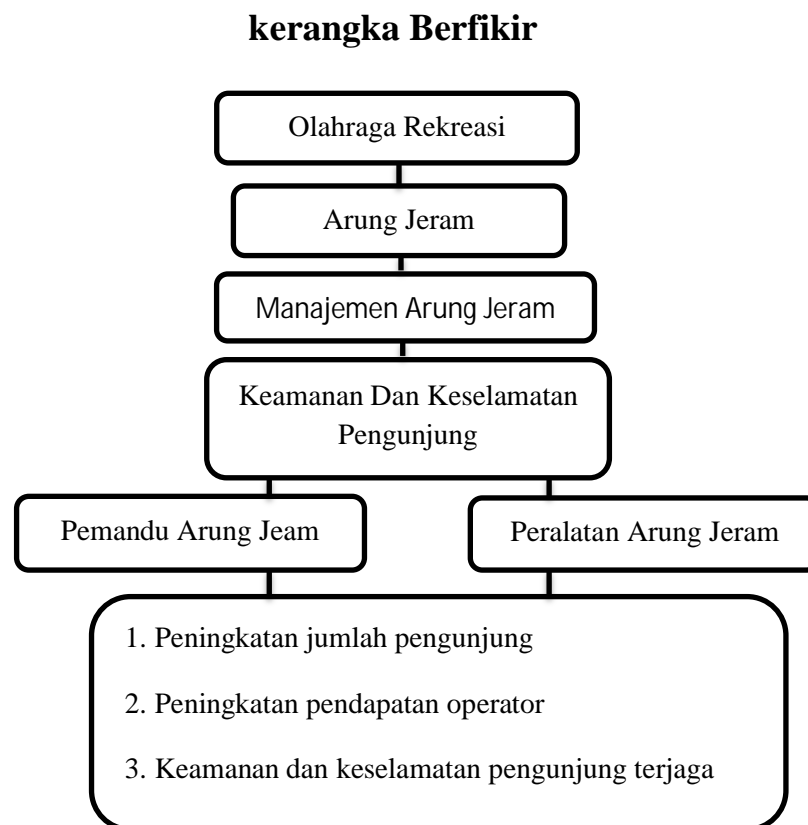 kerangka Berfikir
Olahraga Rekreasi
Arung Jeram
Manajemen Arung Jeram
Keamanan Dan Keselamatan
Pengunjung
Pemandu Arung Jeam
Peralatan Arung Jeram
1. Peningkatan jumlah pengunjung
2. Peningkatan pendapatan operator
3. Keamanan dan keselamatan pengunjung terjaga